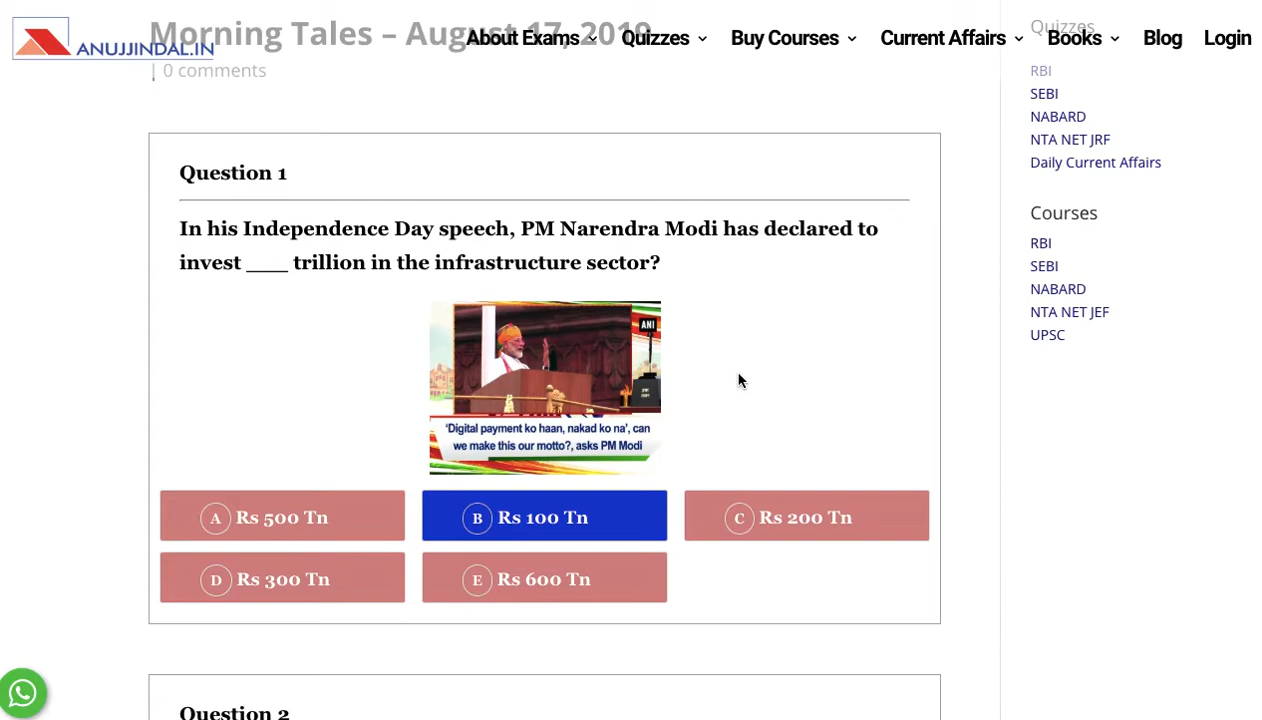 Morning Tales – August 17, 2019
ANUJJINDAL.IN
About Exams
Quizzes
Buy Courses
Current Affairs
Books
Blog
Login
| 0 comments
Question 1
In his Independence Day speech, PM Narendra Modi has declared to
invest ___ trillion in the infrastructure sector?
ANI
‘Digital payment ko haan, nakad ko na’, can
we make this our motto?, asks PM Modi
A Rs 500 Tn
B Rs 100 Tn
C Rs 200 Tn
D Rs 300 Tn
E Rs 600 Tn
Question 2
Quizzes
RBI
SEBI
NABARD
NTA NET JRF
Daily Current Affairs
Courses
RBI
SEBI
NABARD
NTA NET JEF
UPSC